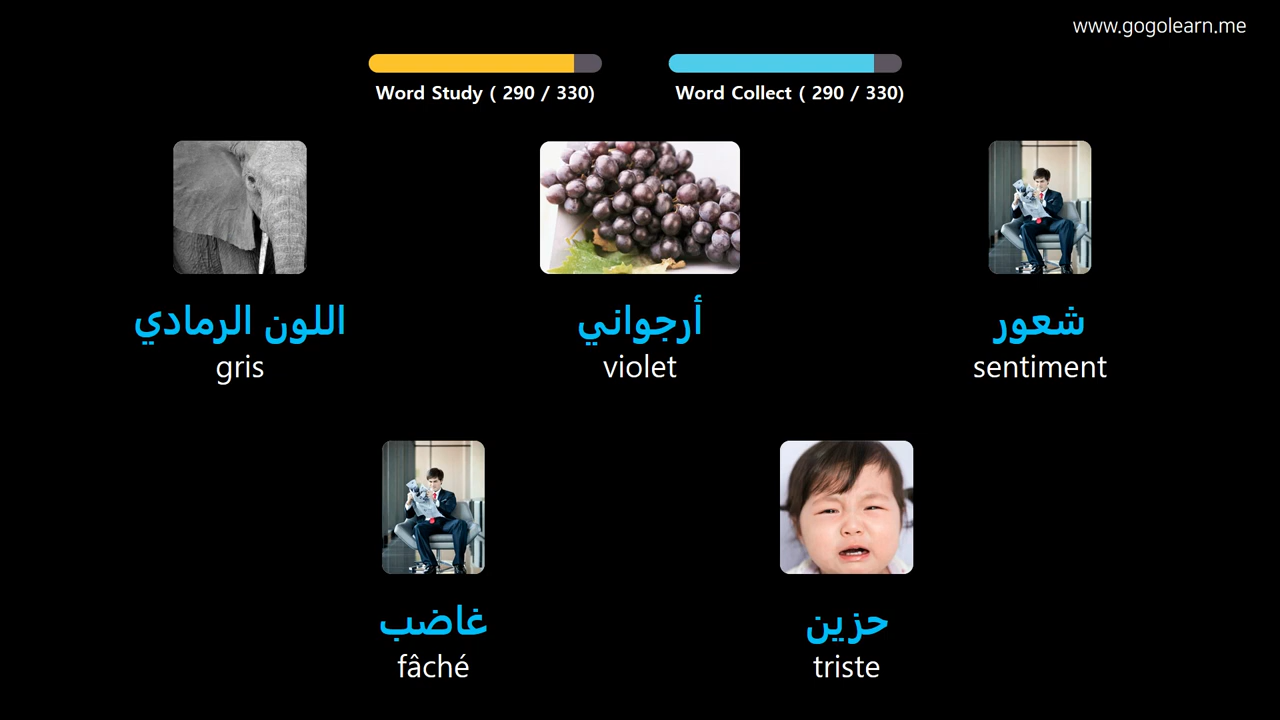 www.gogolearn.me
Word Study ( 290 / 330)
Word Collect ( 290 / 330)
اللون الرمادي
gris
أرجواني
violet
شعور
sentiment
غاضب
fâché
حزين
triste